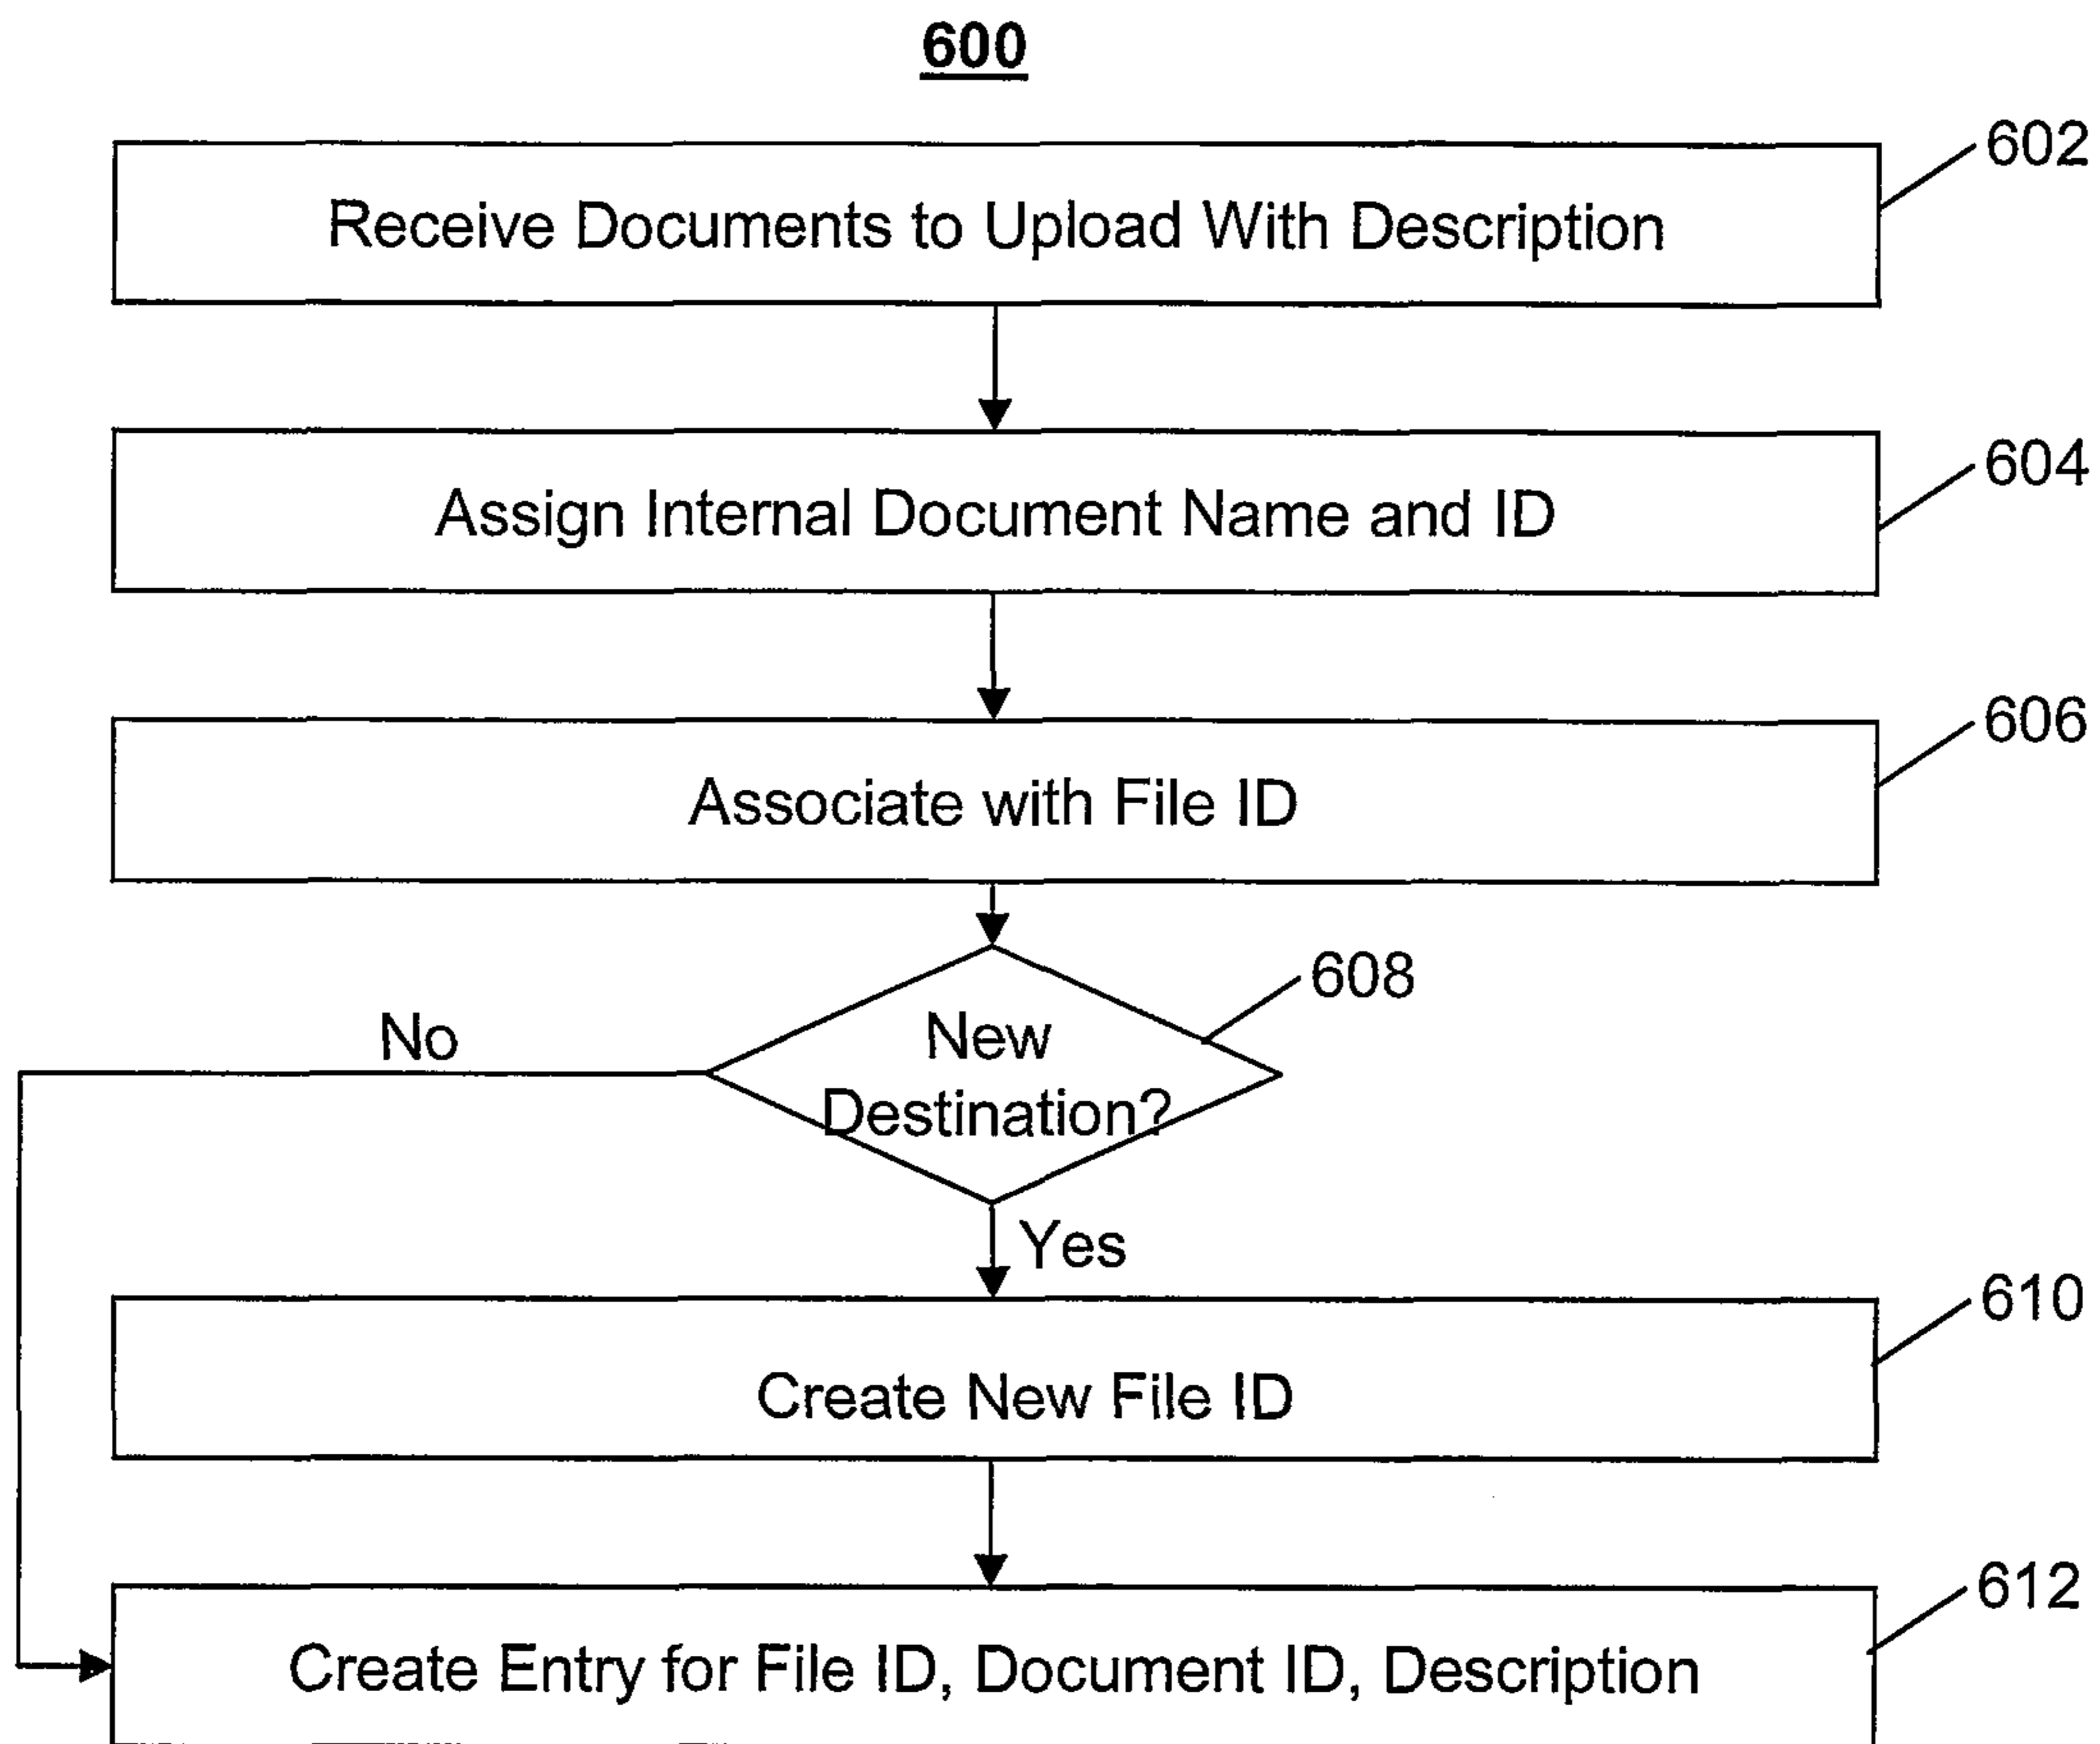 600
602
Receive Documents to Upload With Description
604
Assign Internal Document Name and ID
606
Associate with File ID
608
No
New
Destination?
Yes
610
Create New File ID
612
Create Entry for File ID, Document ID, Description